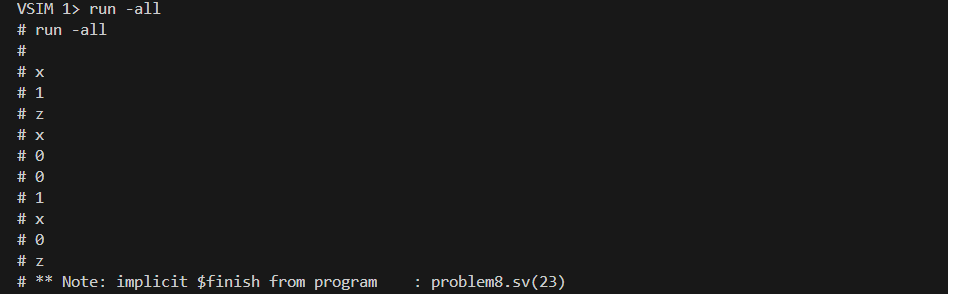 VSIM 1> run -all
# run -all
#
# x
# 1
# z
# x
# 0
# 0
# 1
# x
# 0
# z
# ** Note: implicit $finish from program    : problem8.sv(23)